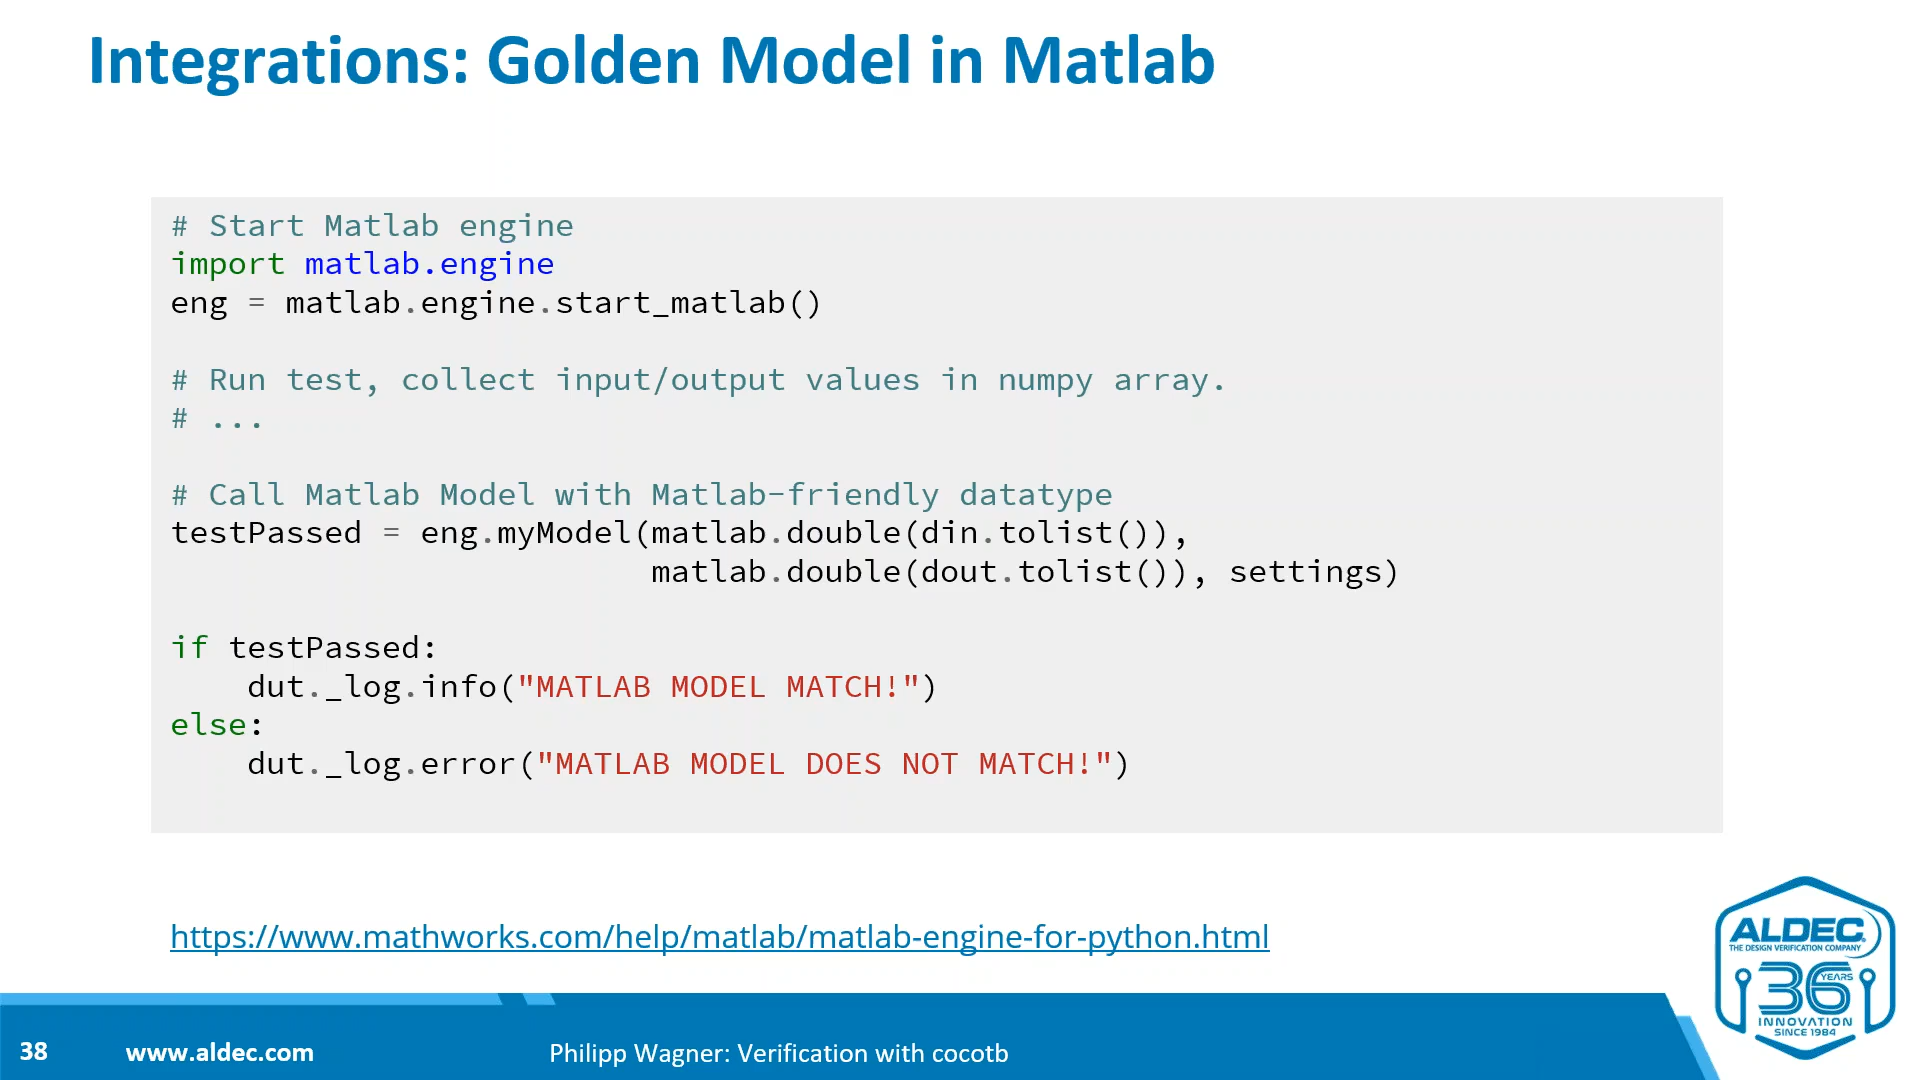 Integrations: Golden Model in Matlab
# Start Matlab engine
import matlab.engine
eng = matlab.engine.start_matlab()
# Run test, collect input/output values in numpy array.
# ...
# Call Matlab Model with Matlab-friendly datatype
testPassed = eng.myModel(matlab.double(din.tolist()),
matlab.double(dout.tolist()), settings)
if testPassed:
dut._log.info("MATLAB MODEL MATCH!")
else:
dut._log.error("MATLAB MODEL DOES NOT MATCH!")
https://www.mathworks.com/help/matlab/matlab-engine-for-python.html
ALDEC
THE DESIGN VERIFICATION COMPANY
36 YEARS
INNOVATION
SINCE 1984
38
www.aldec.com
Philipp Wagner: Verification with cocotb